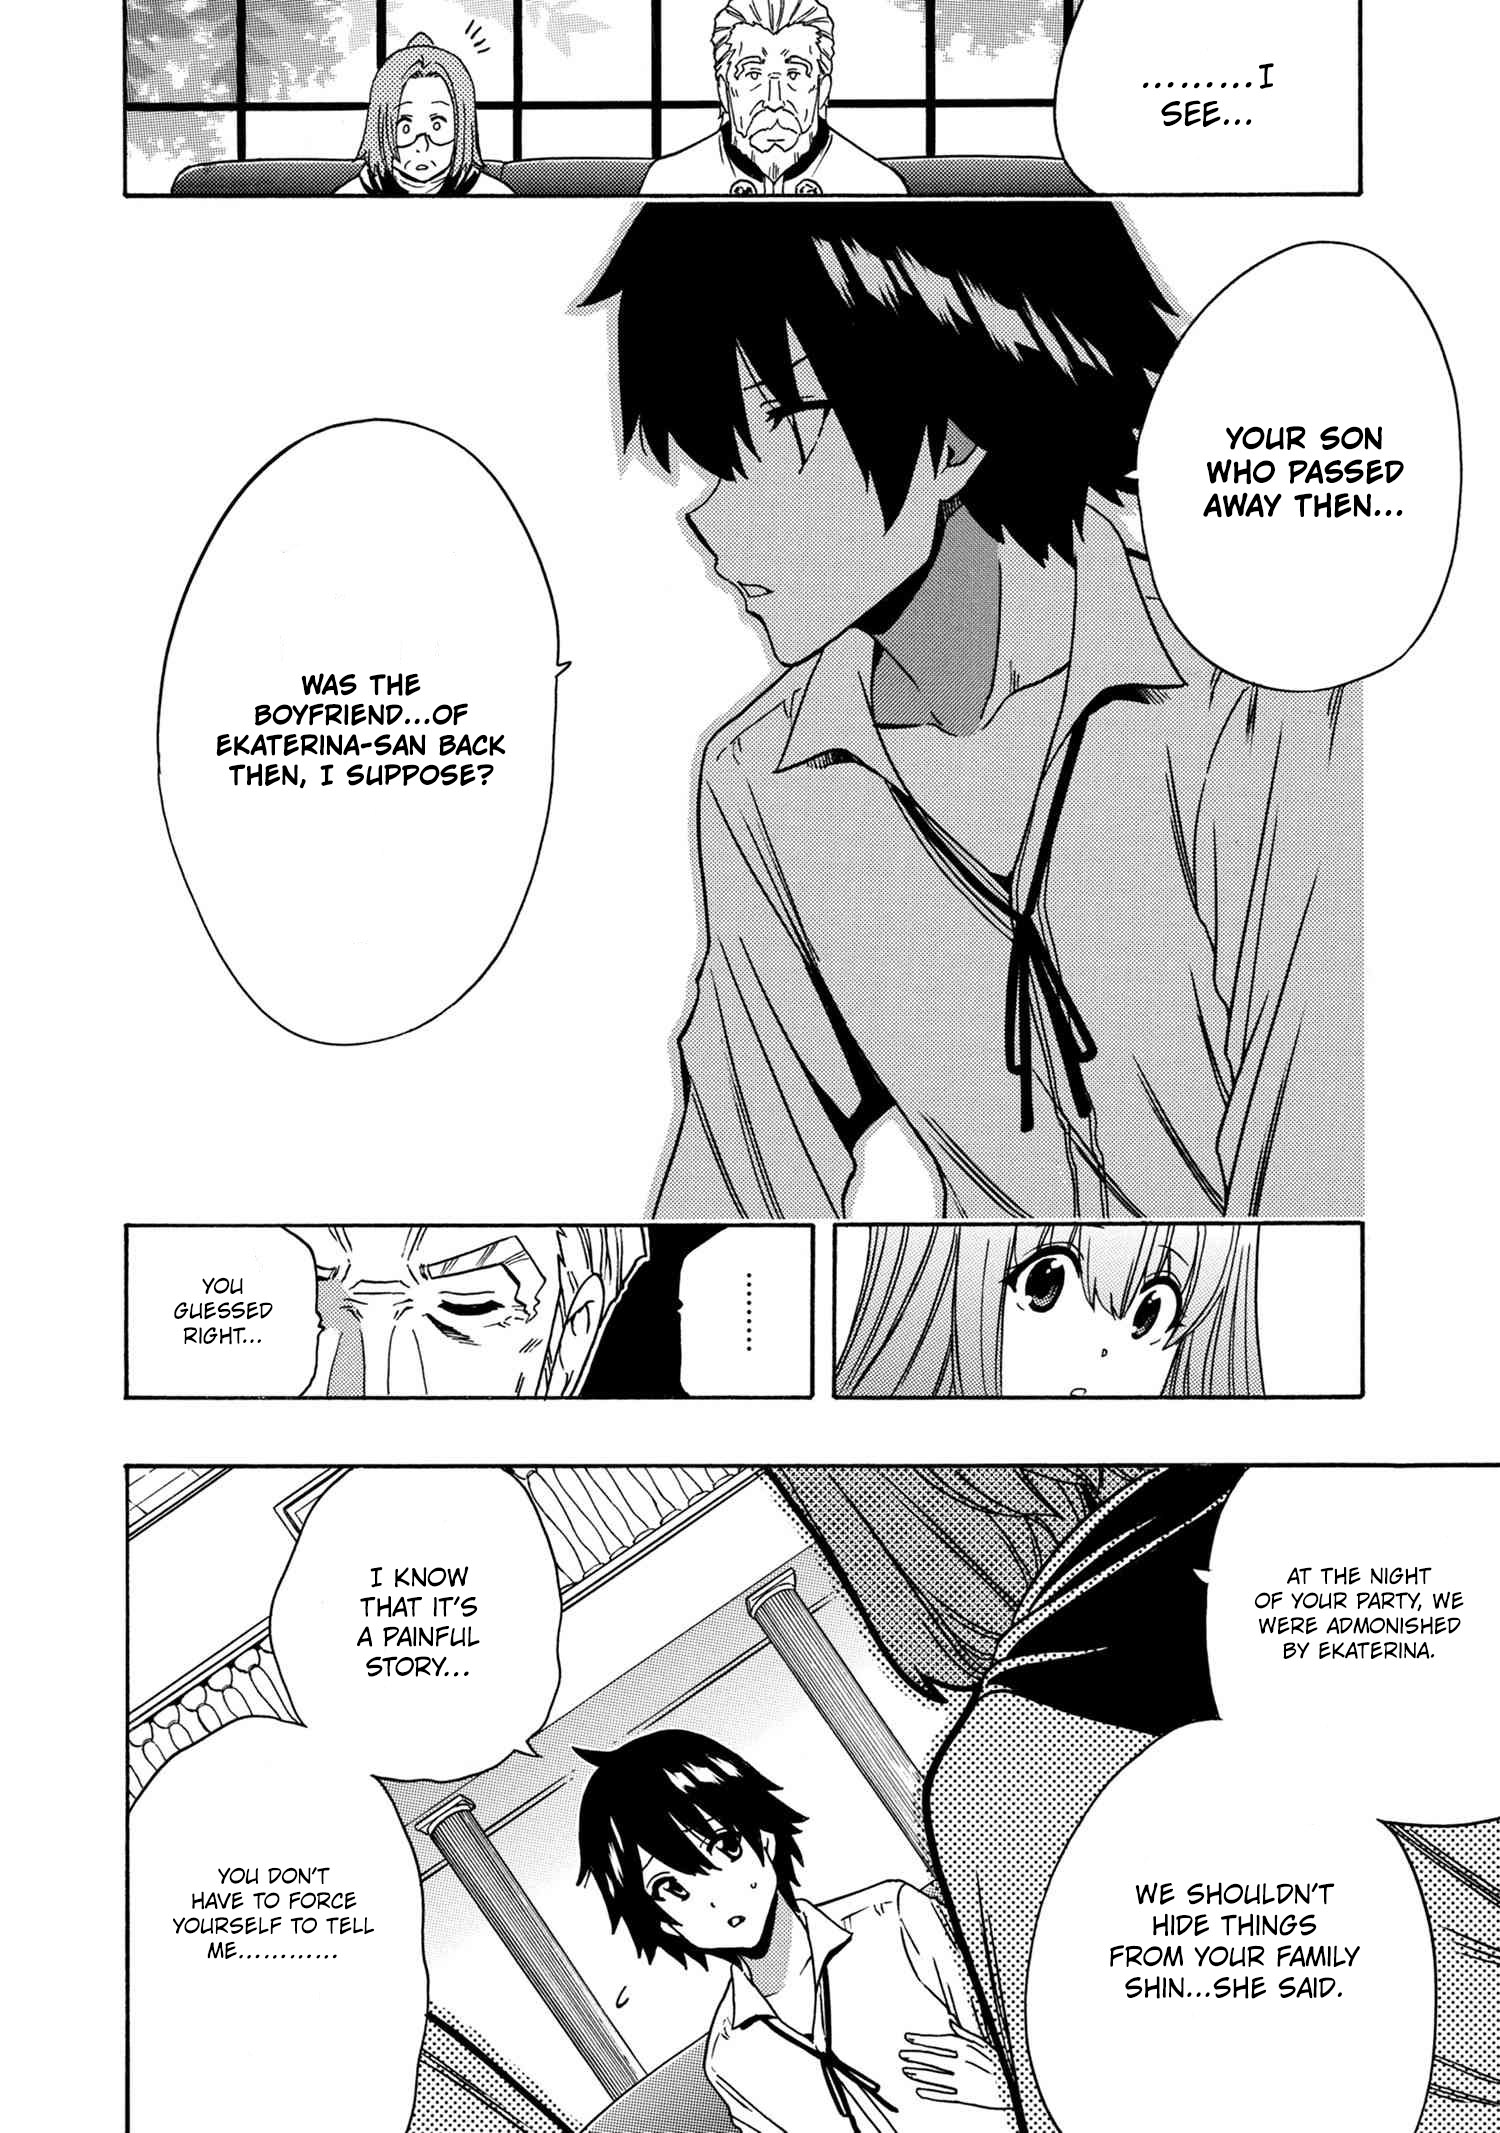 .........I
SEE...
YOUR SON
WHO PASSED
AWAY THEN...
WAS THE
BOYFRIEND...OF
EKATERINA-SAN BACK
THEN, I SUPPOSE?
.........
YOU
GUESSED
RIGHT...
AT THE NIGHT
OF YOUR PARTY, WE
WERE ADMONISHED
BY EKATERINA.
WE SHOULDN'T
HIDE THINGS
FROM YOUR FAMILY
SHIN...SHE SAID.
I KNOW
THAT IT'S
A PAINFUL
STORY...
YOU DON'T
HAVE TO FORCE
YOURSELF TO TELL
ME............